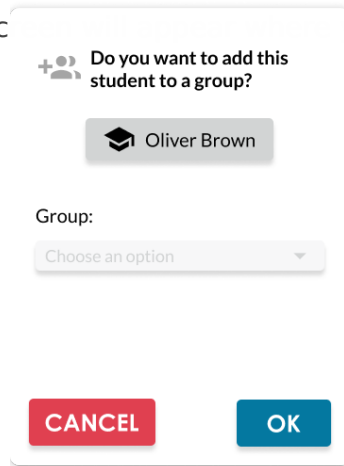 Do you want to add this
student to a group?
Oliver Brown
Group:
Choose an option
CANCEL
OK